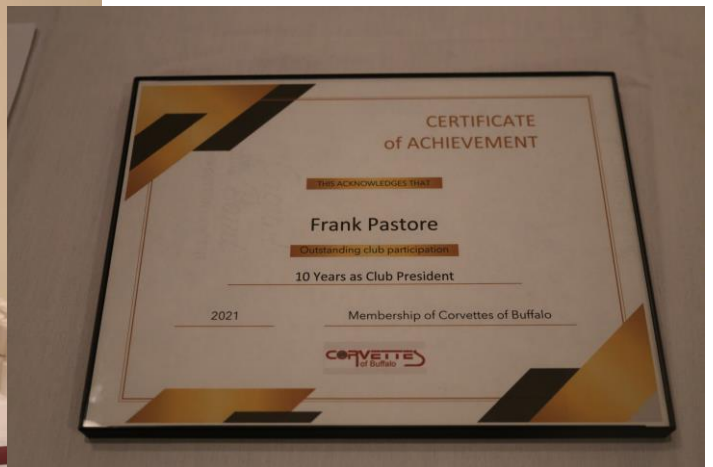 CERTIFICATE
of ACHIEVEMENT
THIS ACKNOWLEDGES THAT
Frank Pastore
Outstanding club participation
10 Years as Club President
2021 Membership of Corvettes of Buffalo
CORVETTES
of Buffalo